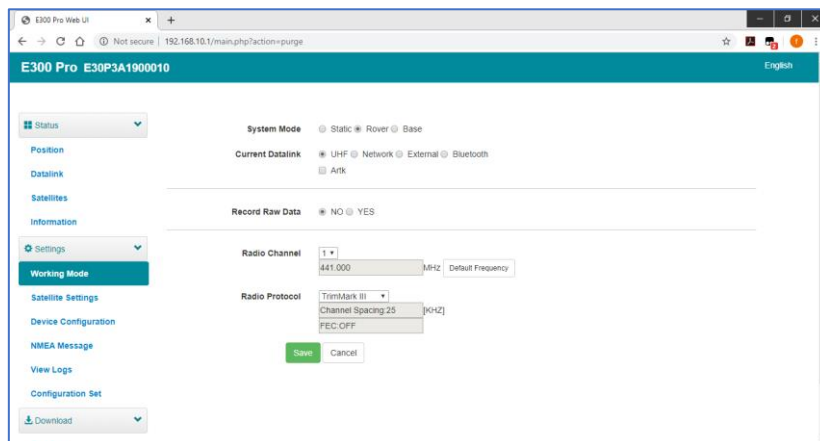 E300 Pro Web UI
Not secure 192.168.10.1/main.php?action=purge
E300 Pro E30P3A1900010
English
Status
Position
Datalink
Satellites
Information
Settings
Working Mode
Satellite Settings
Device Configuration
NMEA Message
View Logs
Configuration Set
Download
System Mode Static Rover Base
Current Datalink UHF Network External Bluetooth
Artk
Record Raw Data NO YES
Radio Channel 1
441.000 MHz Default Frequency
Radio Protocol TrimMark III
Channel Spacing:25 [KHZ]
FEC:OFF
Save Cancel